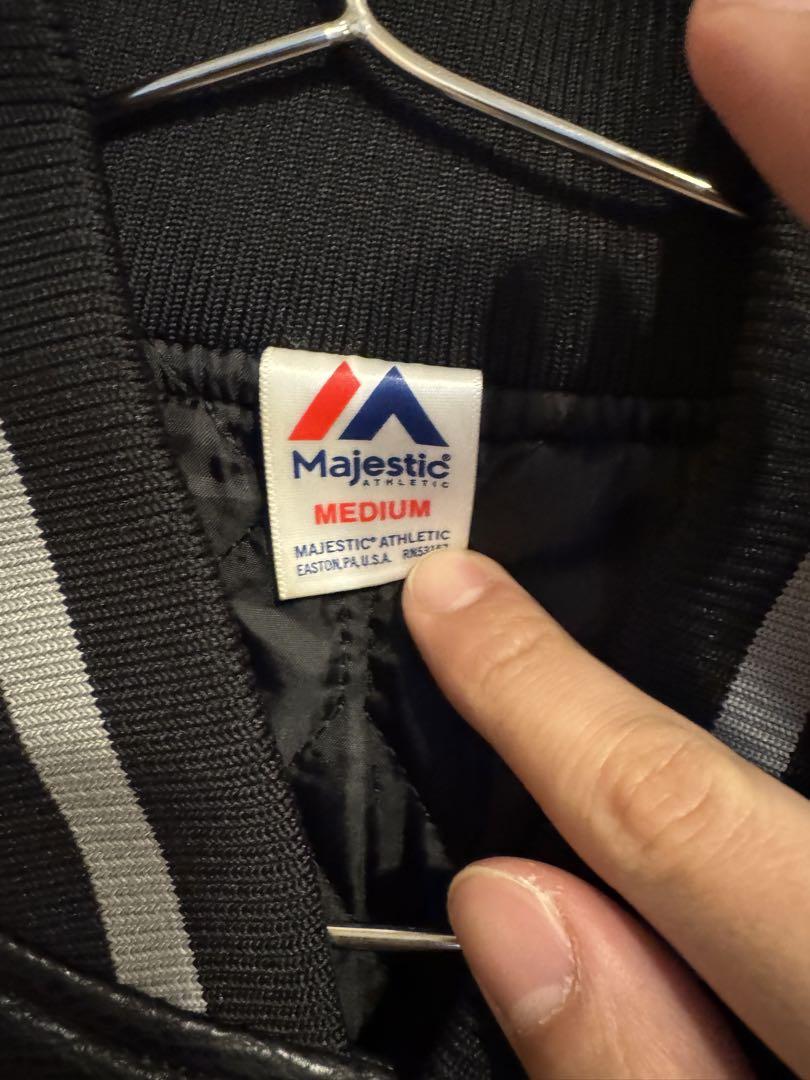 Majestic®
ATHLETIC
MEDIUM
MAJESTIC® ATHLETIC
EASTON, PA, U.S.A.